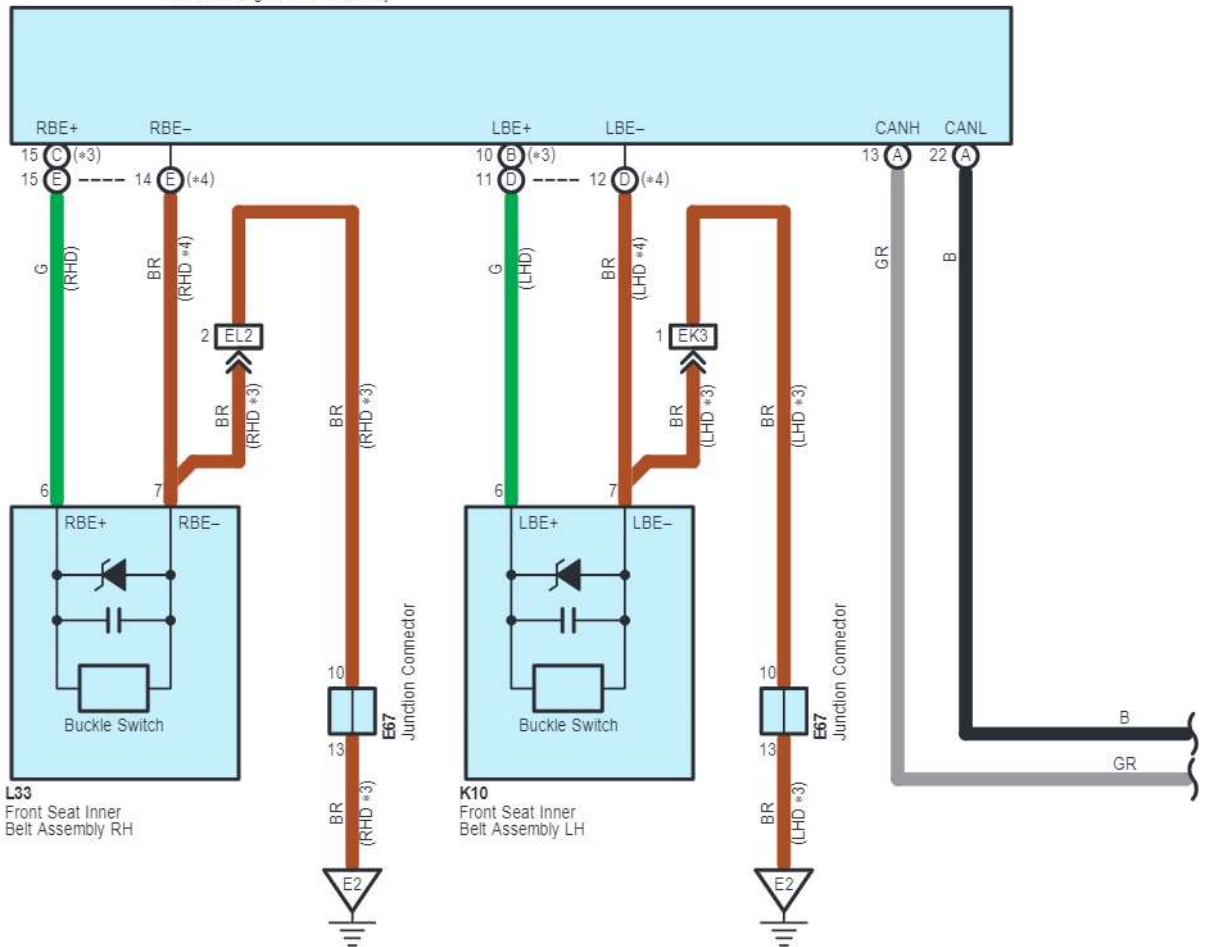 RBE+ RBE– LBE+ LBE– CANH CANL
15 C (*3) 10 B (*3) 13 A 22 A
15 E 14 E (*4) 11 D 12 D (*4)
G
(RHD)
BR
(RHD *4)
G
(LHD)
BR
(LHD *4)
GR
B
2 EL2
1 EK3
BR
(RHD *3)
BR
(RHD *3)
BR
(LHD *3)
BR
(LHD *3)
6 7 6 7
RBE+ RBE– LBE+ LBE–
Buckle Switch
Buckle Switch
10
E67
Junction Connector
13
10
E67
Junction Connector
13
B
GR
L33
Front Seat Inner
Belt Assembly RH
K10
Front Seat Inner
Belt Assembly LH
BR
(RHD *3)
BR
(LHD *3)
E2
E2